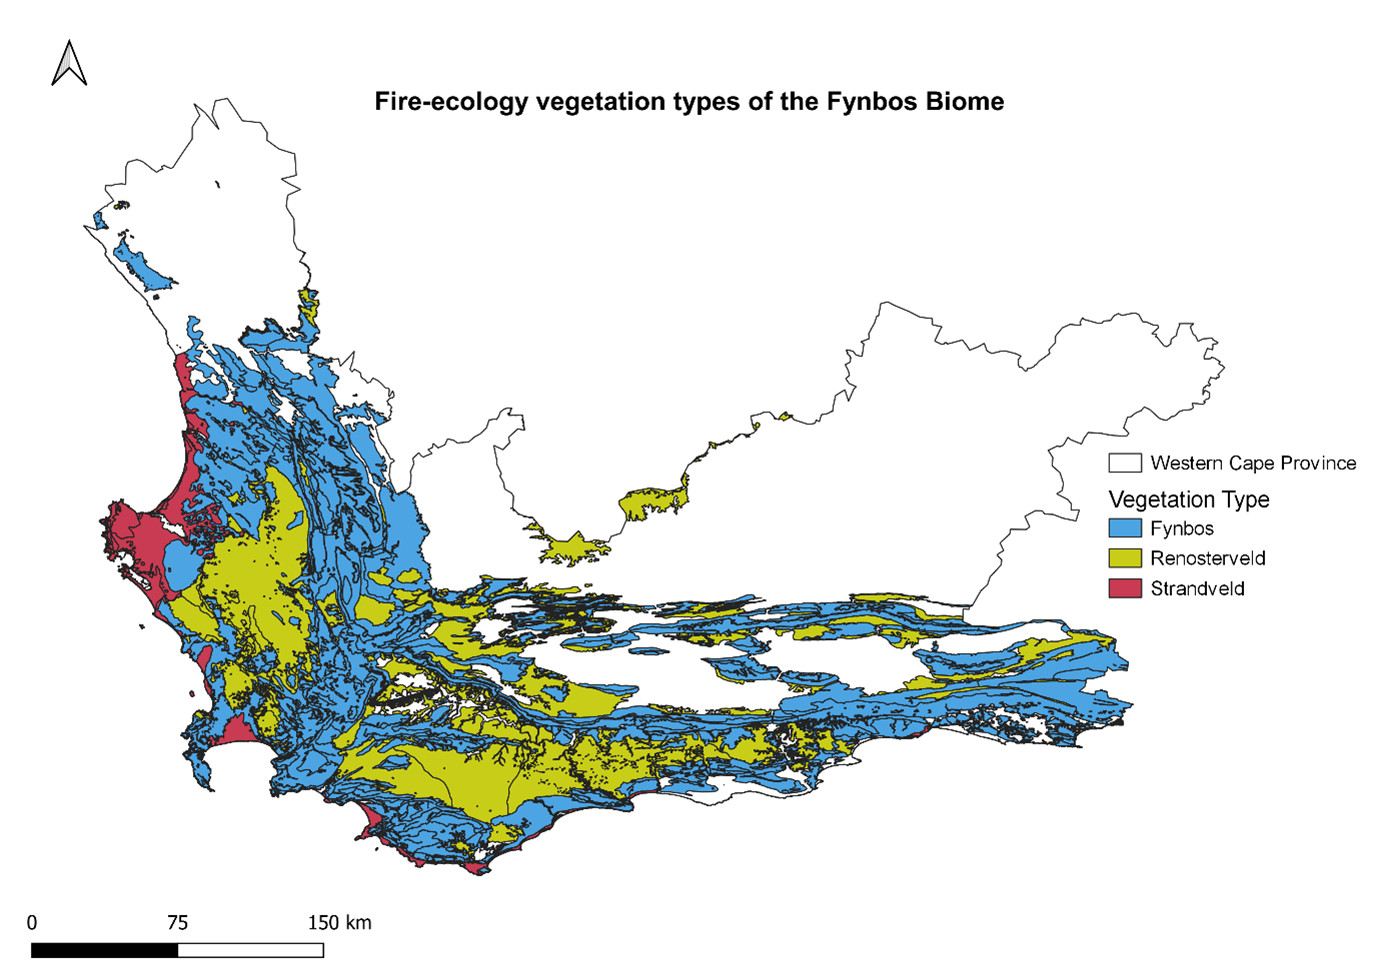 Fire-ecology vegetation types of the Fynbos Biome
Western Cape Province
Vegetation Type
Fynbos
Renosterveld
Strandveld
0 75 150 km